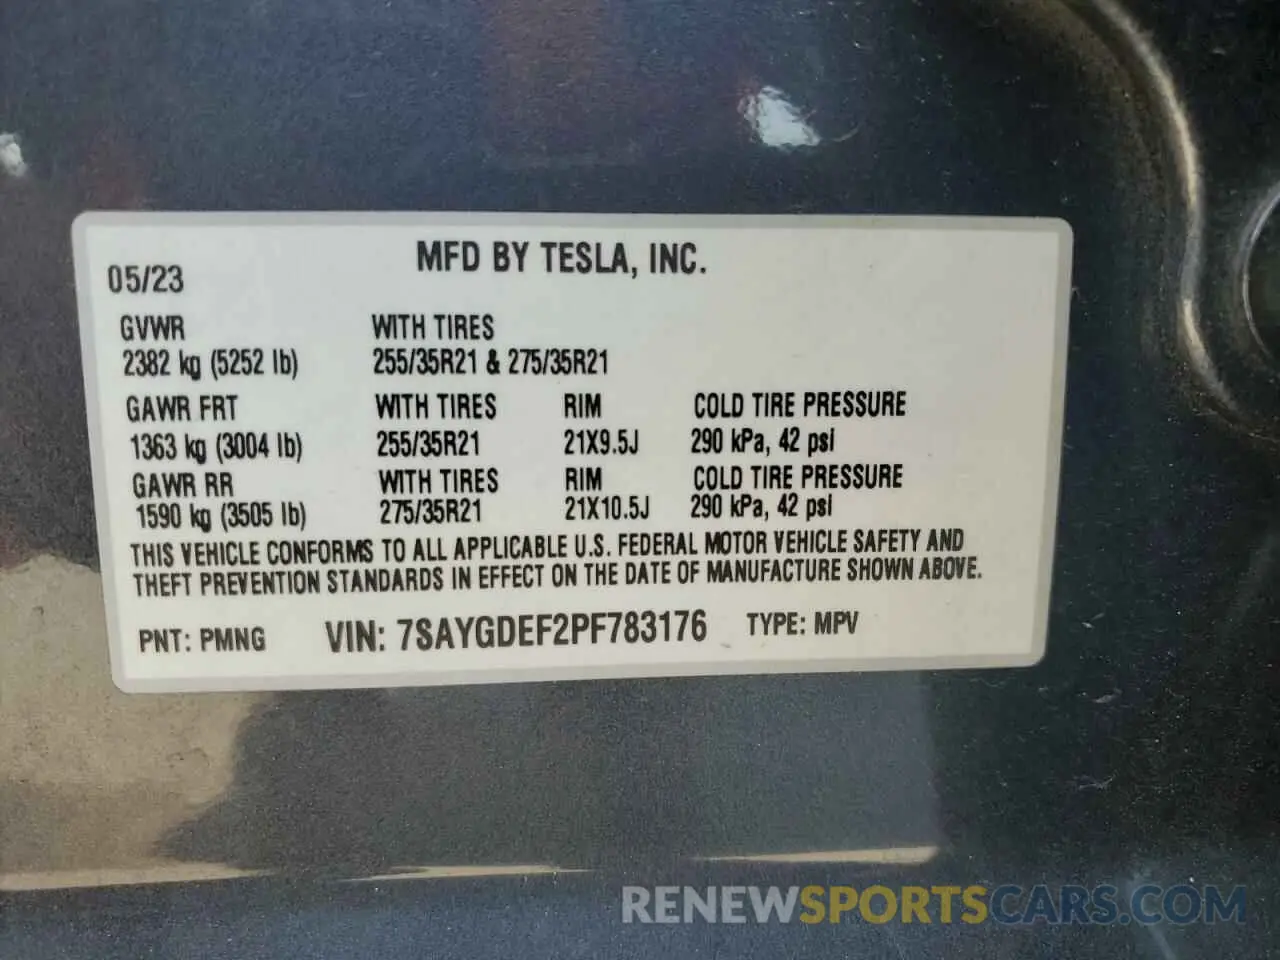 MFD BY TESLA, INC.
05/23
GVWR WITH TIRES
2382 kg (5252 lb) 255/35R21 & 275/35R21
GAWR FRT WITH TIRES RIM COLD TIRE PRESSURE
1363 kg (3004 lb) 255/35R21 21X9.5J 290 kPa, 42 psi
GAWR RR WITH TIRES RIM COLD TIRE PRESSURE
1590 kg (3505 lb) 275/35R21 21X10.5J 290 kPa, 42 psi
THIS VEHICLE CONFORMS TO ALL APPLICABLE U.S. FEDERAL MOTOR VEHICLE SAFETY AND
THEFT PREVENTION STANDARDS IN EFFECT ON THE DATE OF MANUFACTURE SHOWN ABOVE.
PNT: PMNG VIN: 7SAYGDEF2PF783176 TYPE: MPV
RENEWSPORTSCARS.COM